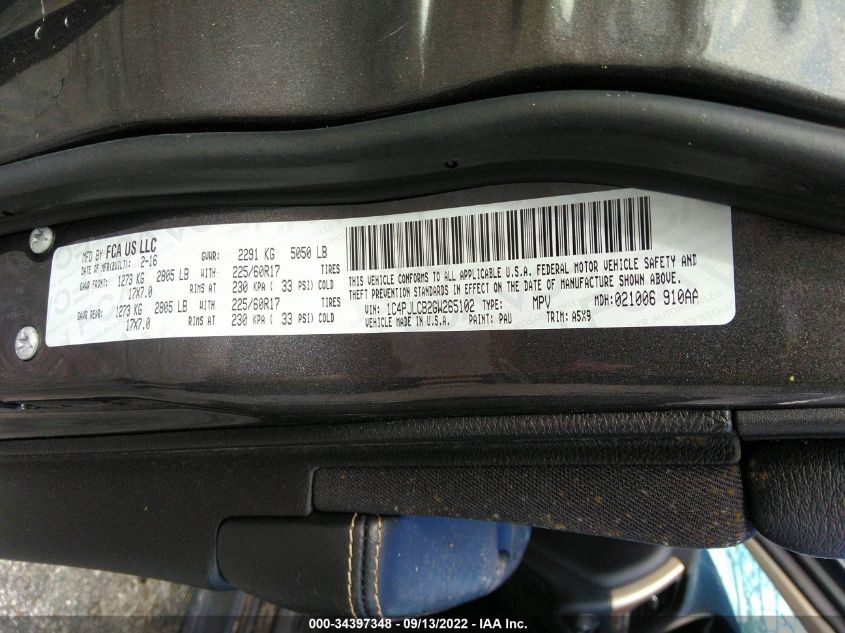 MFD BY FCA US LLC
DATE OF MFR(BUILT): 2-16 GVWR: 2291 KG 5050 LB
GAWR FRONT: 1273 KG 2805 LB WITH 225/60R17 TIRES
17X7.0 RIMS AT 230 KPA ( 33 PSI) COLD
GAWR REAR: 1273 KG 2805 LB WITH 225/60R17 TIRES
17X7.0 RIMS AT 230 KPA ( 33 PSI) COLD
THIS VEHICLE CONFORMS TO ALL APPLICABLE U.S.A. FEDERAL MOTOR VEHICLE SAFETY AND
THEFT PREVENTION STANDARDS IN EFFECT ON THE DATE OF MANUFACTURE SHOWN ABOVE.
VIN: 1C4PJLCB2GW265102 TYPE: MPV MDH: 021006 910AA
VEHICLE MADE IN U.S.A. PAINT: PAU TRIM: A5X9
000-34397348 - 09/13/2022 - IAA Inc.